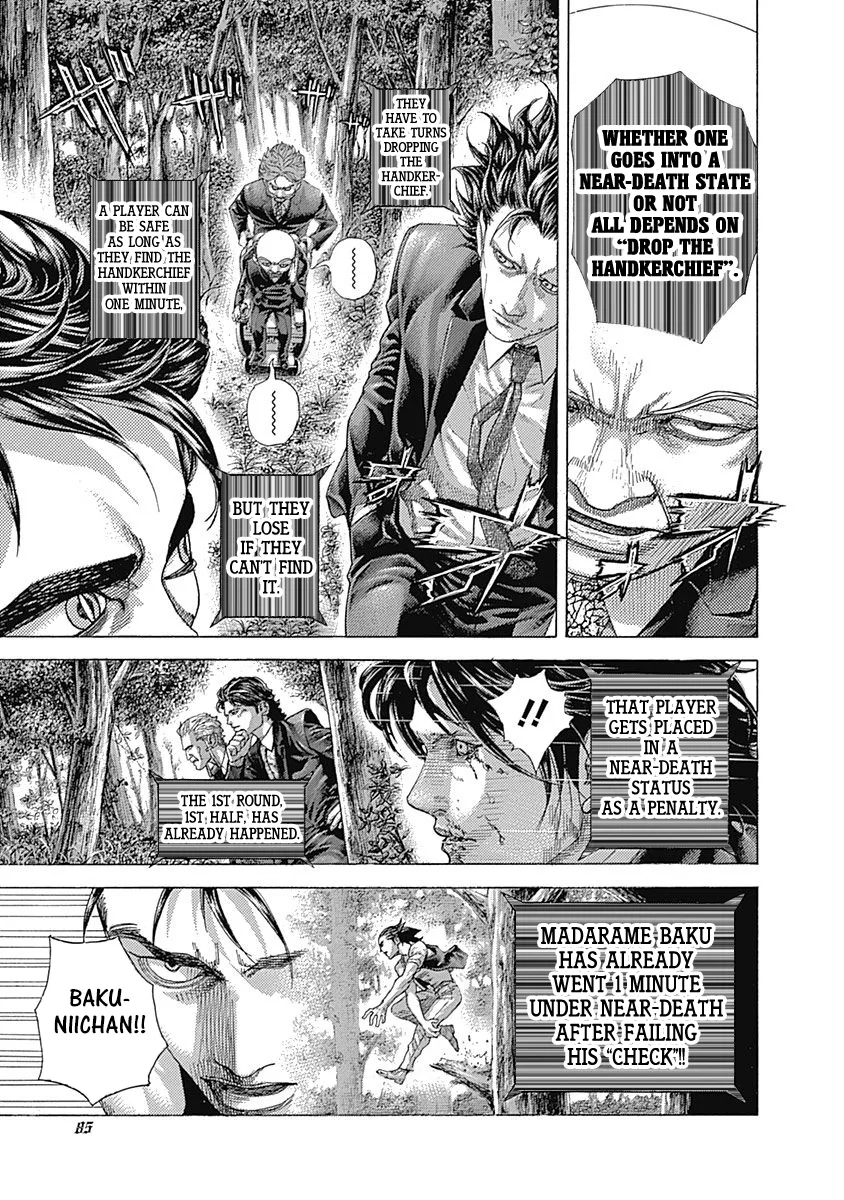 WHETHER ONE
GOES INTO A
NEAR-DEATH STATE
OR NOT
ALL DEPENDS ON
"DROP THE
HANDKERCHIEF".
THEY
HAVE TO
TAKE TURNS
DROPPING
THE
HANDKER-
CHIEF.
A PLAYER CAN
BE SAFE
AS LONG AS
THEY FIND THE
HANDKERCHIEF
WITHIN
ONE MINUTE,
BUT THEY
LOSE
IF THEY
CAN'T FIND
IT.
THAT PLAYER
GETS PLACED
IN A
NEAR-DEATH
STATUS
AS A PENALTY.
!!
THE 1ST ROUND,
1ST HALF, HAS
ALREADY HAPPENED.
MADARAME BAKU
HAS ALREADY
WENT 1 MINUTE
UNDER NEAR-DEATH
AFTER FAILING
HIS "CHECK"!!
BAKU-
NIICHAN!!
85